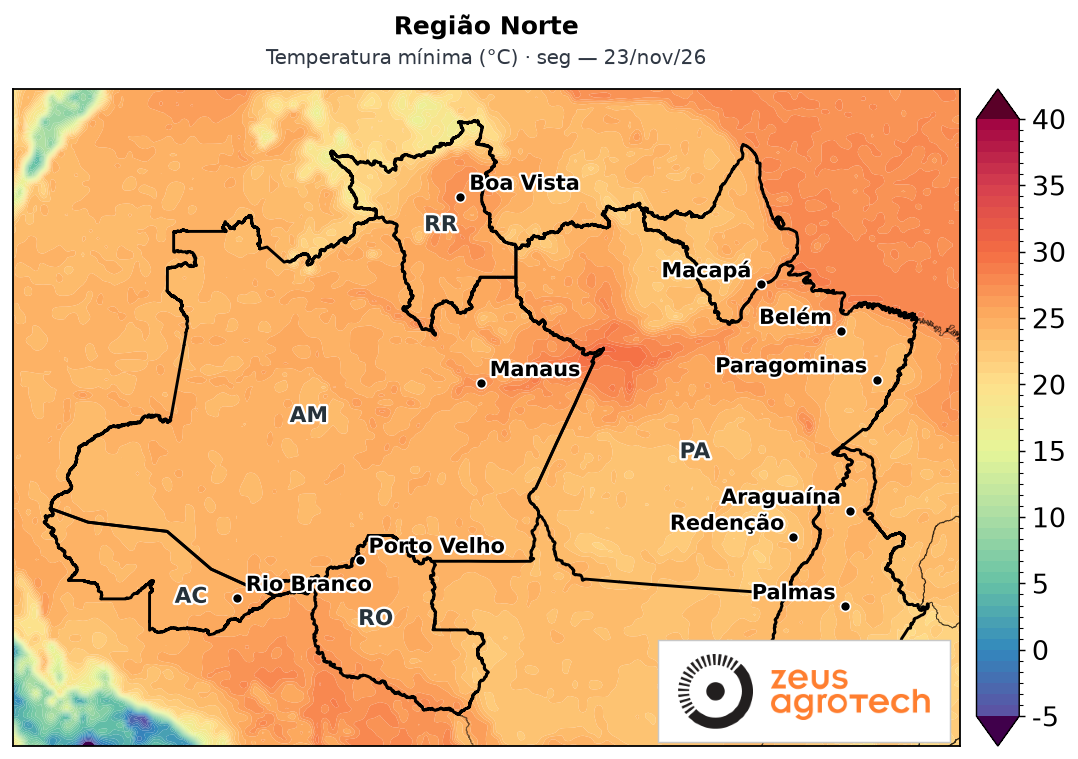 Região Norte
Temperatura mínima (°C) · seg — 23/nov/26
Boa Vista
RR
Macapá
Belém
Manaus
Paragominas
AM
PA
Araguaína
Redenção
Porto Velho
Rio Branco
AC
RO
Palmas
zeus
agrotech
40
35
30
25
20
15
10
5
0
-5